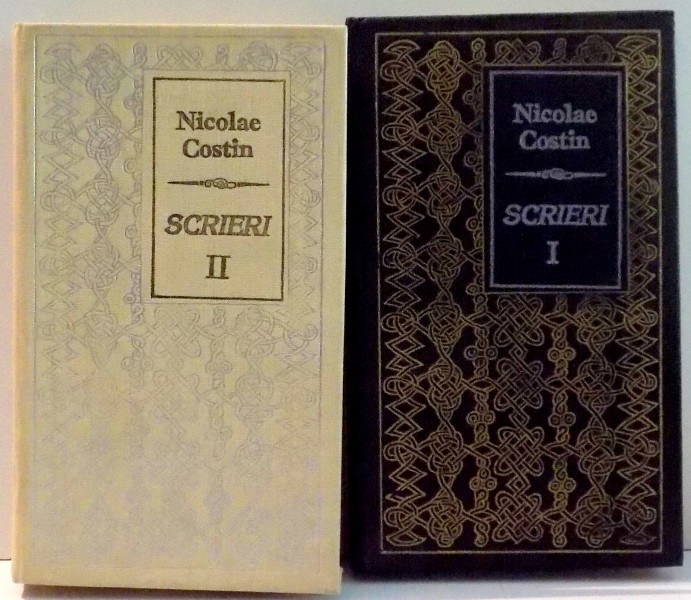 Nicolae
Costin
SCRIERI
II
Nicolae
Costin
SCRIERI
I